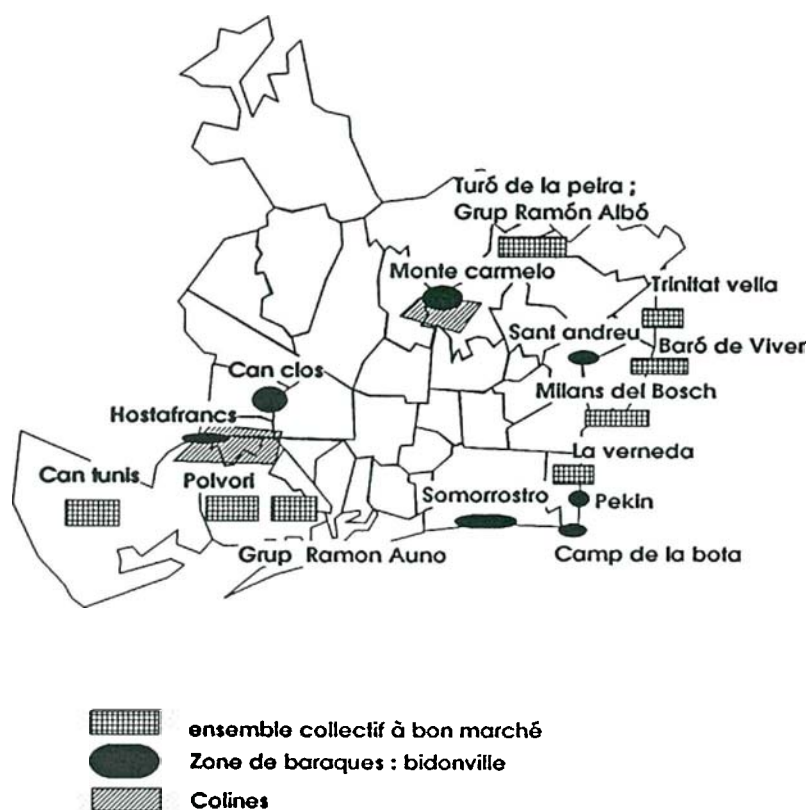 Turó de la peira ;
Grup Ramón Albó
Monte carmelo
Trinitat vella
Sant andreu
Baró de Viver
Can clos
Milans del Bosch
Hostafrancs
La verneda
Can tunis
Polvori
Somorrostro
Pekin
Grup Ramon Auno
Camp de la bota
ensemble collectif à bon marché
Zone de baraques : bidonville
Colines